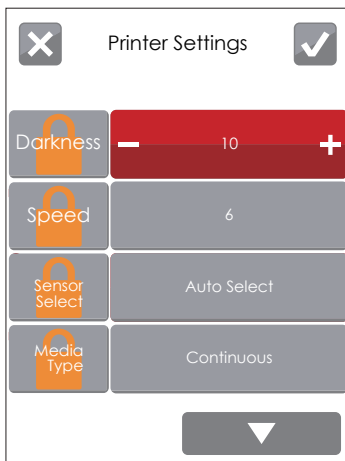 Printer Settings
Darkness
− 10 +
Speed
6
Sensor
Select
Auto Select
Media
Type
Continuous